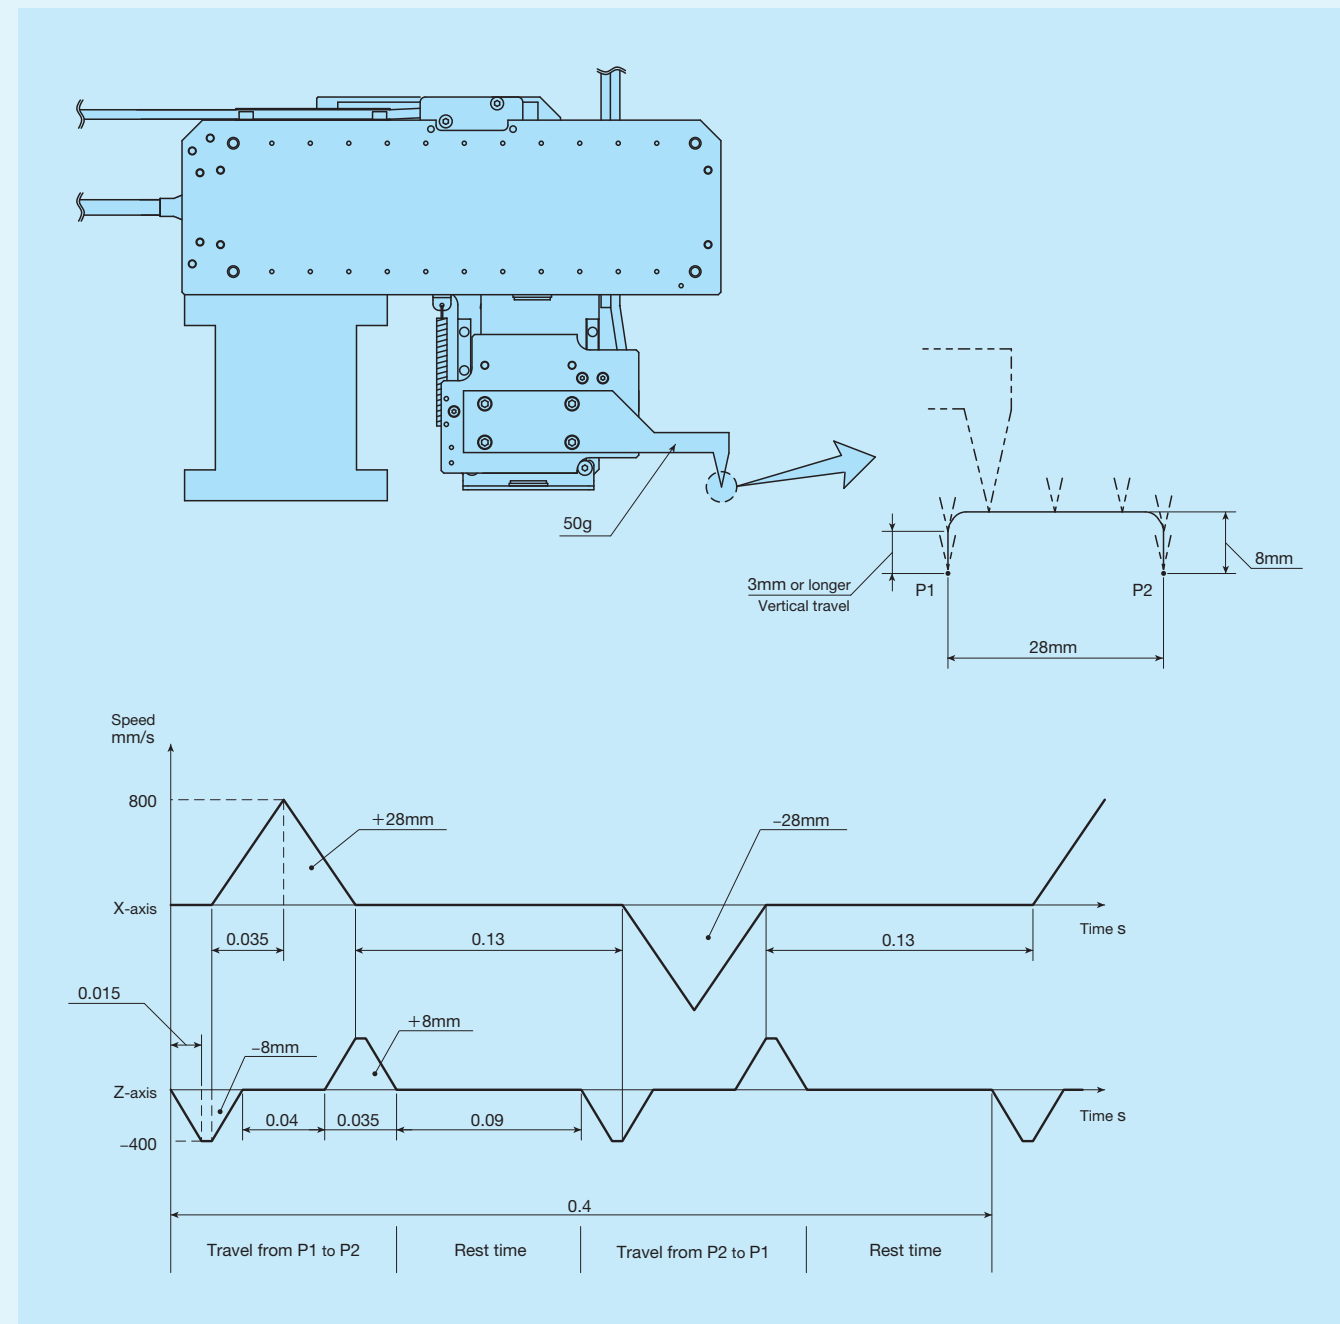 50g
3mm or longer
Vertical travel
P1
P2
8mm
28mm
Speed
mm/s
800
+28mm
−28mm
X-axis
Time s
0.035
0.13
0.13
0.015
+8mm
−8mm
Z-axis
Time s
0.04
0.035
0.09
−400
0.4
Travel from P1 to P2
Rest time
Travel from P2 to P1
Rest time